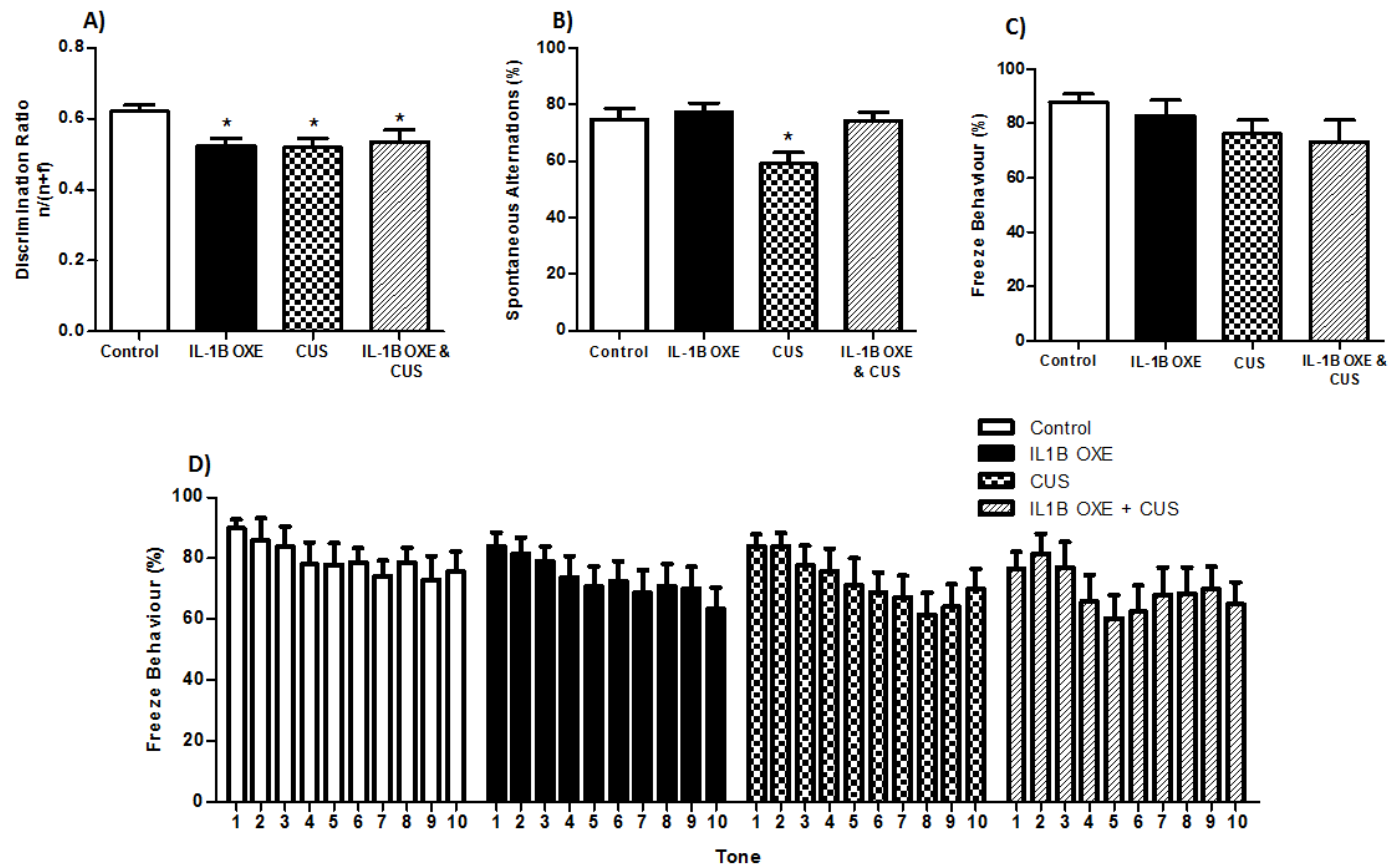 A)
Discrimination Ratio
n/(n+f)
0.8
0.6
0.4
0.2
0.0
*
*
*
Control
IL-1B OXE
CUS
IL-1B OXE &
CUS
B)
Spontaneous Alternations (%)
100
80
60
40
20
0
*
Control
IL-1B OXE
CUS
IL-1B OXE
& CUS
C)
Freeze Behaviour (%)
100
80
60
40
20
0
Control
IL-1B OXE
CUS
IL-1B OXE &
CUS
Control
IL1B OXE
CUS
IL1B OXE + CUS
D)
Freeze Behaviour (%)
100
80
60
40
20
0
1 2 3 4 5 6 7 8 9 10 1 2 3 4 5 6 7 8 9 10 1 2 3 4 5 6 7 8 9 10 1 2 3 4 5 6 7 8 9 10
Tone